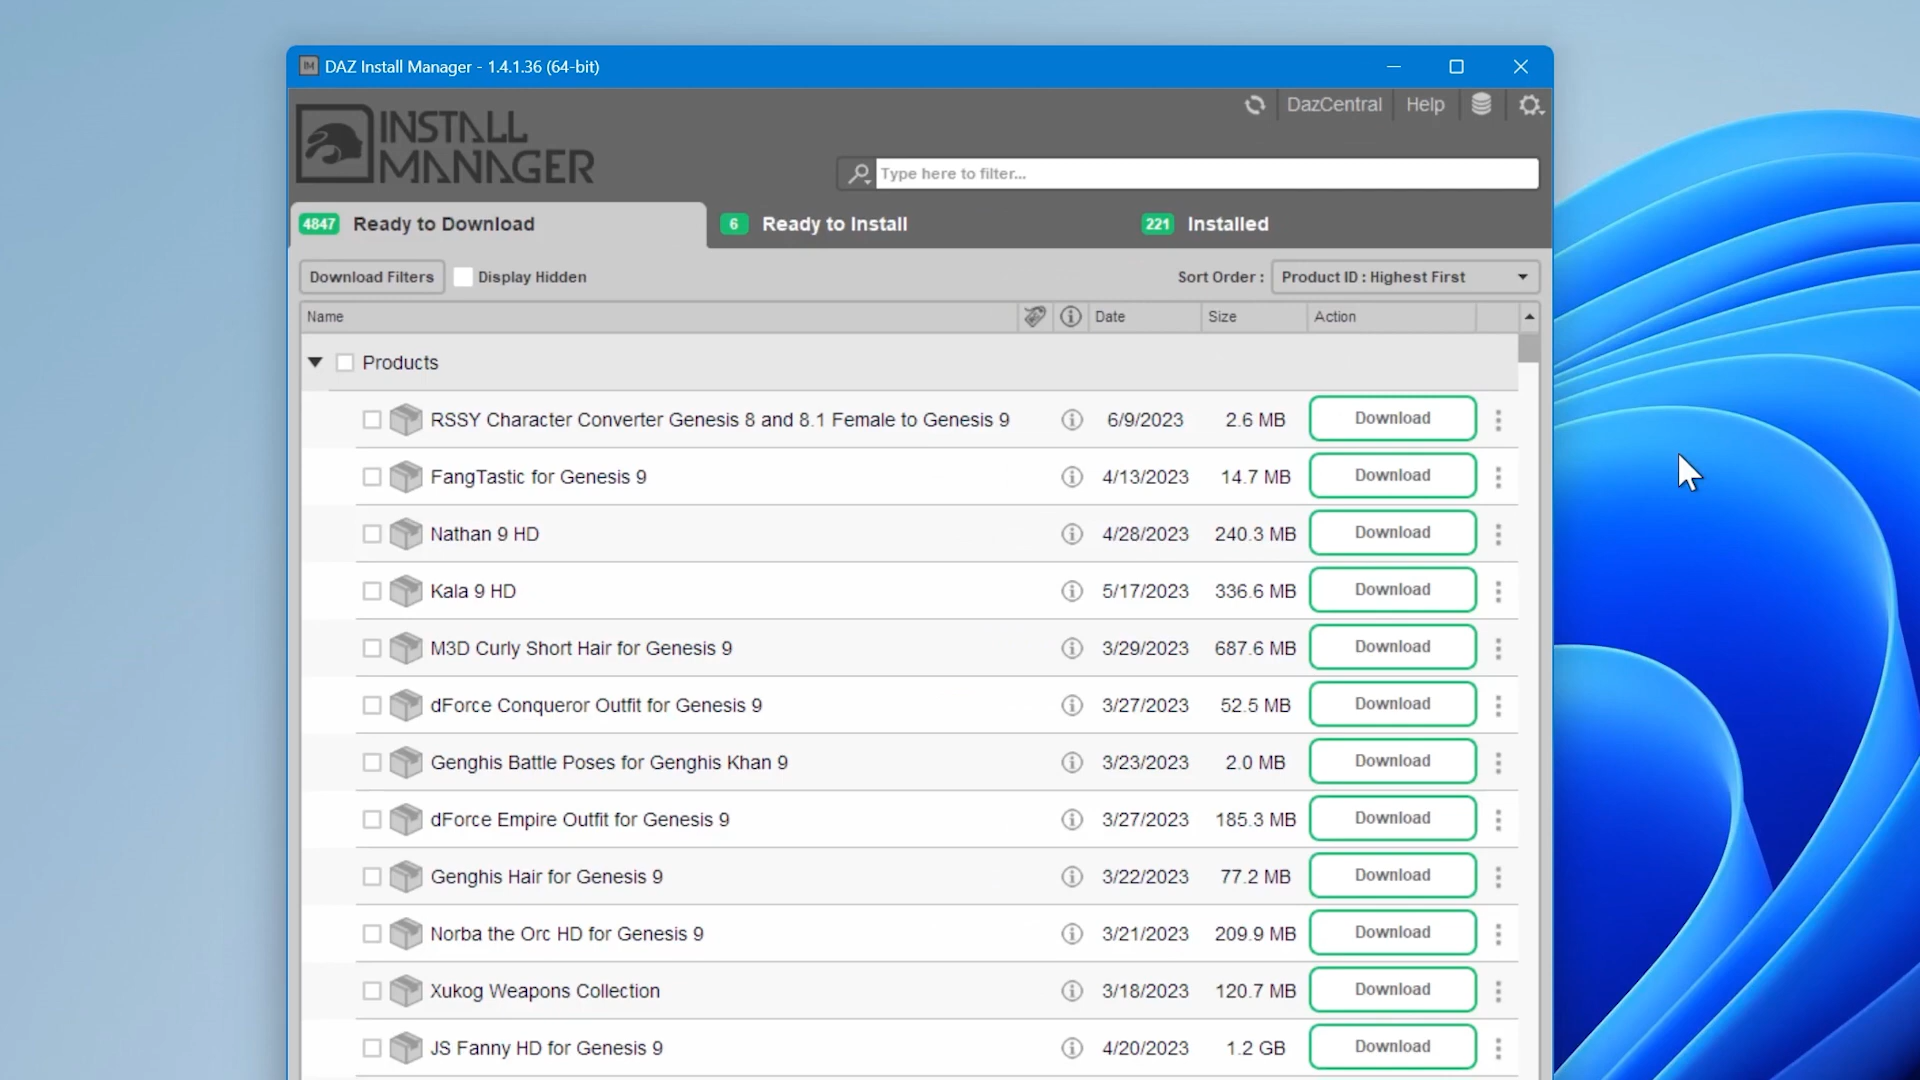 IM DAZ Install Manager - 1.4.1.36 (64-bit)
DazCentral Help
INSTALL
MANAGER
Type here to filter...
4847 Ready to Download 6 Ready to Install 221 Installed
Download Filters Display Hidden Sort Order : Product ID : Highest First
Name Date Size Action
Products
RSSY Character Converter Genesis 8 and 8.1 Female to Genesis 9 6/9/2023 2.6 MB Download
FangTastic for Genesis 9 4/13/2023 14.7 MB Download
Nathan 9 HD 4/28/2023 240.3 MB Download
Kala 9 HD 5/17/2023 336.6 MB Download
M3D Curly Short Hair for Genesis 9 3/29/2023 687.6 MB Download
dForce Conqueror Outfit for Genesis 9 3/27/2023 52.5 MB Download
Genghis Battle Poses for Genghis Khan 9 3/23/2023 2.0 MB Download
dForce Empire Outfit for Genesis 9 3/27/2023 185.3 MB Download
Genghis Hair for Genesis 9 3/22/2023 77.2 MB Download
Norba the Orc HD for Genesis 9 3/21/2023 209.9 MB Download
Xukog Weapons Collection 3/18/2023 120.7 MB Download
JS Fanny HD for Genesis 9 4/20/2023 1.2 GB Download